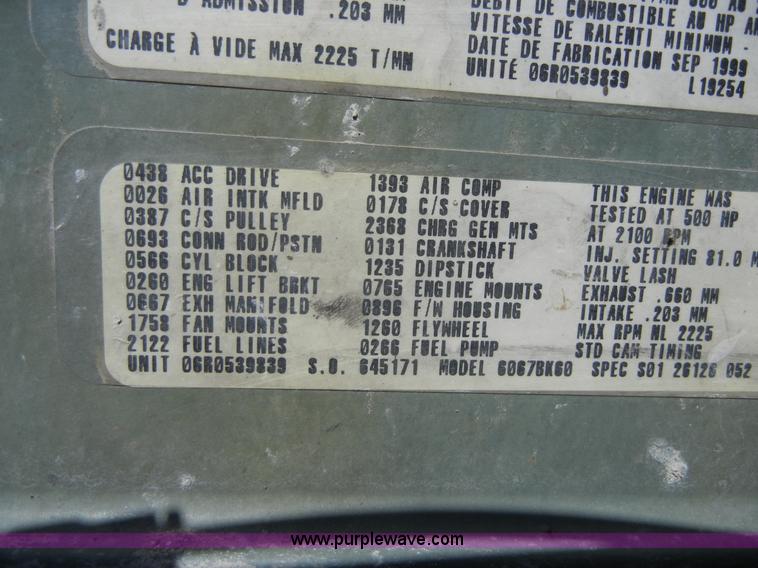 D'ADMISSION .203 MM
CHARGE À VIDE MAX 2225 T/MN
DÉBIT DE COMBUSTIBLE AU HP
VITESSE DE RALENTI MINIMUM -
DATE DE FABRICATION SEP 1999
UNITÉ 06R0539839 L19254
0438 ACC DRIVE
0026 AIR INTK MFLD
0387 C/S PULLEY
0693 CONN ROD/PSTN
0566 CYL BLOCK
0260 ENG LIFT BRKT
0667 EXH MANIFOLD
1758 FAN MOUNTS
2122 FUEL LINES
1393 AIR COMP
0178 C/S COVER
2368 CHRG GEN MTS
0131 CRANKSHAFT
1235 DIPSTICK
0765 ENGINE MOUNTS
0896 F/W HOUSING
1260 FLYWHEEL
0266 FUEL PUMP
THIS ENGINE WAS
TESTED AT 500 HP
AT 2100 RPM
INJ. SETTING 81.0 M
VALVE LASH
EXHAUST .660 MM
INTAKE .203 MM
MAX RPM NL 2225
STD CAM TIMING
UNIT 06R0539839 S.O. 645171 MODEL 6067BK60 SPEC S01 26126 052
www.purplewave.com